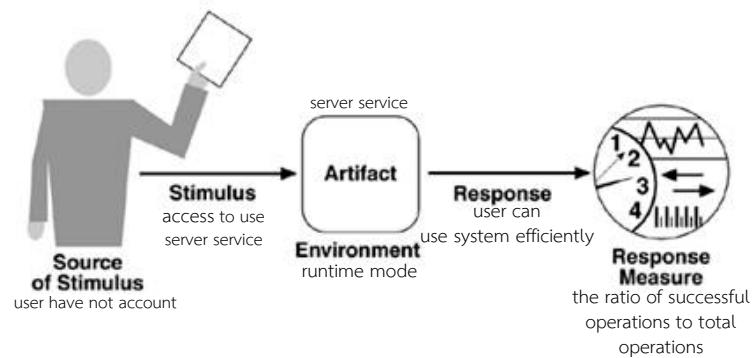 server service
Artifact
Stimulus
access to use
server service
Response
user can
use system efficiently
1
2
3
4
Environment
runtime mode
Source
of Stimulus
user have not account
Response
Measure
the ratio of successful
operations to total
operations